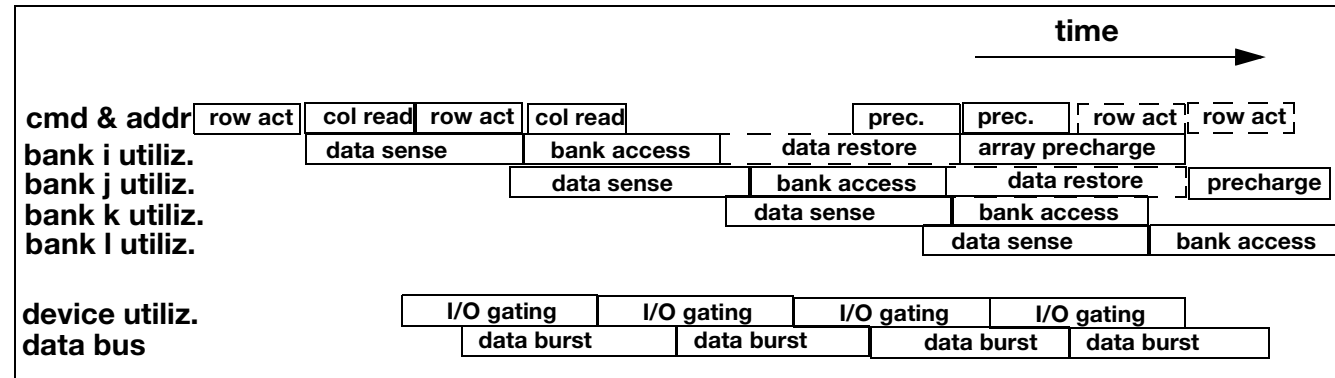 time
cmd & addr row act col read row act col read prec. prec. row act row act
bank i utiliz. data sense bank access data restore array precharge
bank j utiliz. data sense bank access data restore precharge
bank k utiliz. data sense bank access
bank l utiliz. data sense bank access
device utiliz. I/O gating I/O gating I/O gating I/O gating
data bus data burst data burst data burst data burst